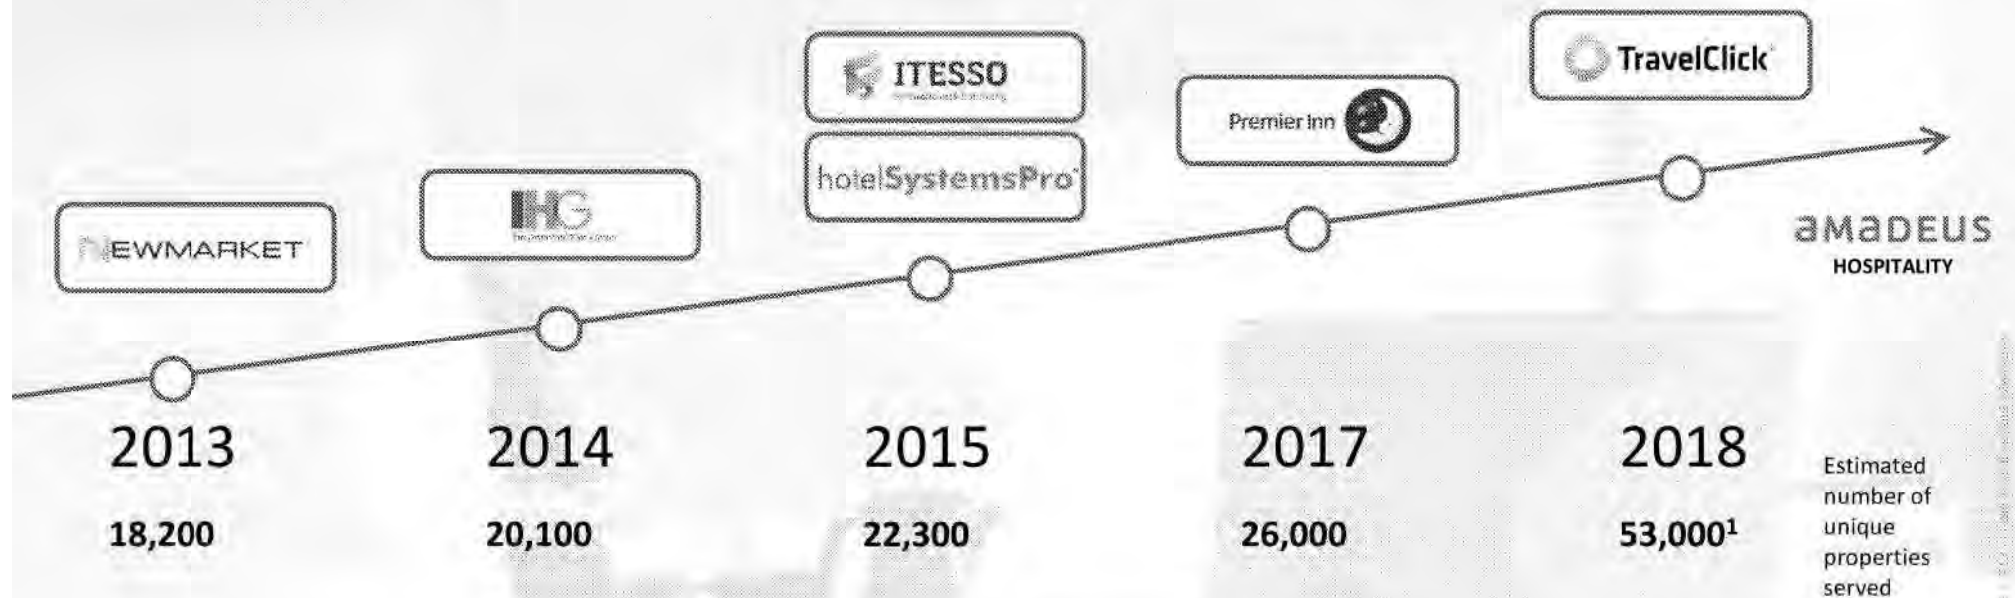 ITESSO
hotelSystemsPro
Premier Inn
TravelClick
NEWMARKET
IHG
amaDEUS
HOSPITALITY
2013
2014
2015
2017
2018
18,200
20,100
22,300
26,000
53,000¹
Estimated
number of
unique
properties
served